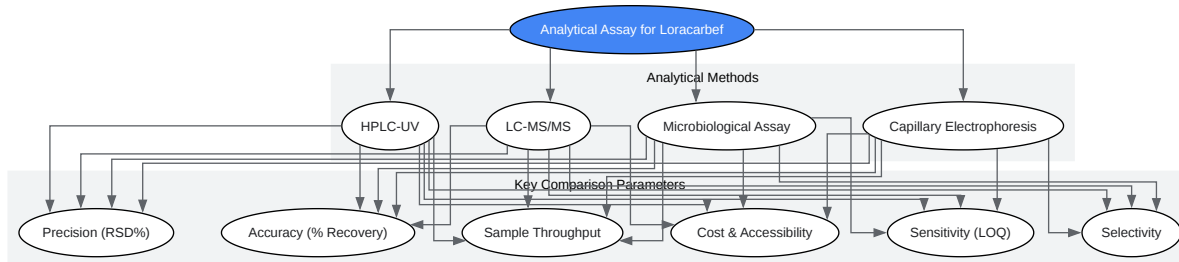 Analytical Assay for Loracarbef
Analytical Methods
HPLC-UV
LC-MS/MS
Microbiological Assay
Capillary Electrophoresis
Key Comparison Parameters
Precision (RSD%)
Accuracy (% Recovery)
Sample Throughput
Cost & Accessibility
Sensitivity (LOQ)
Selectivity